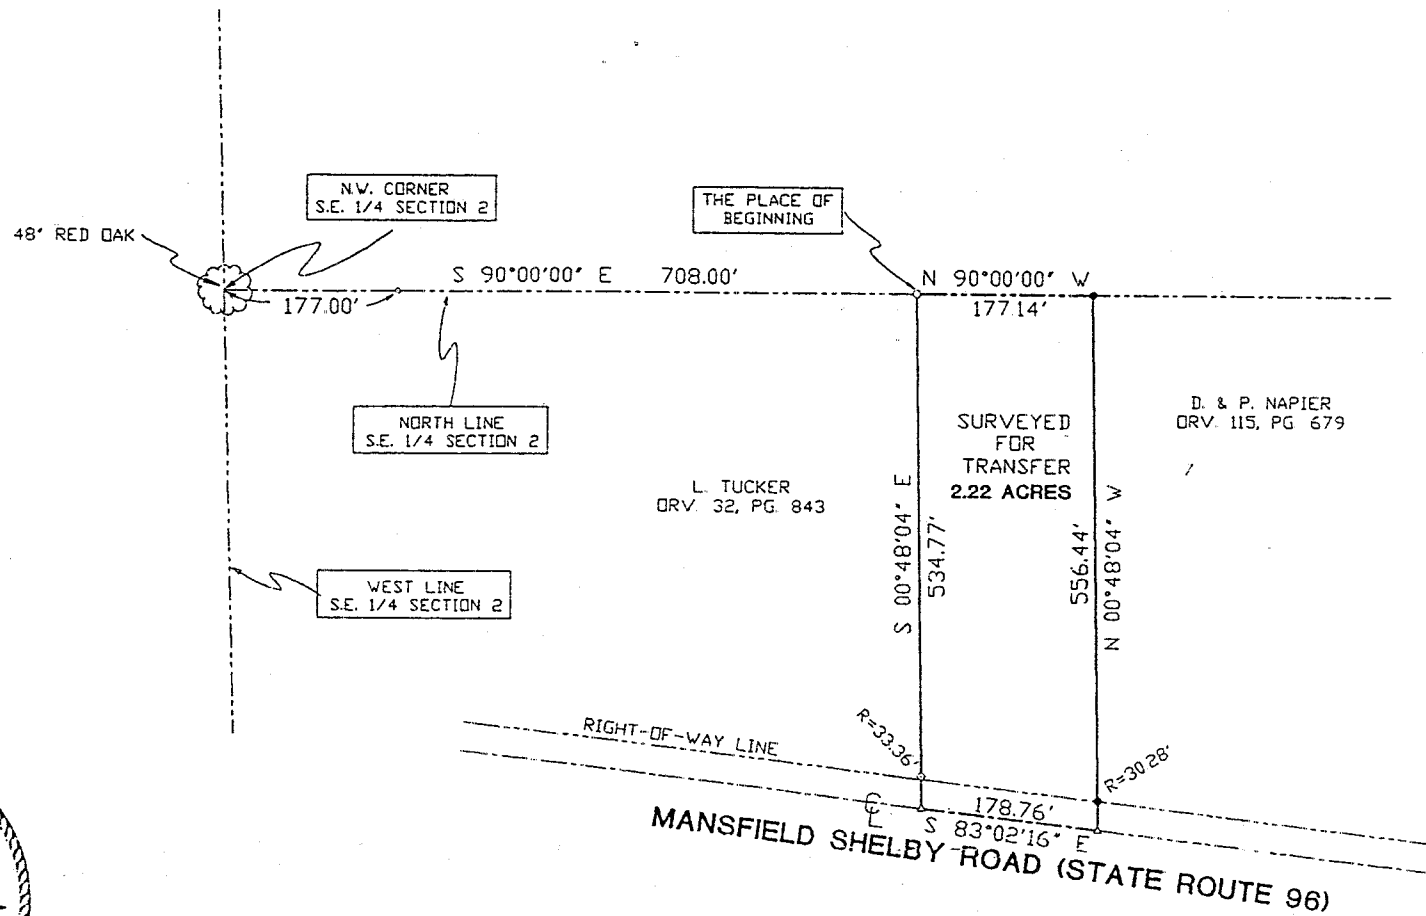 N.W. CORNER
S.E. 1/4 SECTION 2
THE PLACE OF
BEGINNING
48" RED OAK
S 90°00'00" E 708.00'
N 90°00'00" W
177.00'
177.14'
NORTH LINE
S.E. 1/4 SECTION 2
D. & P. NAPIER
ORV. 115, PG 679
SURVEYED
FOR
TRANSFER
2.22 ACRES
L. TUCKER
ORV. 32, PG. 843
S 00°48'04" E
534.77'
556.44'
N 00°48'04" W
WEST LINE
S.E. 1/4 SECTION 2
RIGHT-OF-WAY LINE
R=33.36'
R=30.28'
CL
178.76'
S 83°02'16" E
MANSFIELD SHELBY ROAD (STATE ROUTE 96)